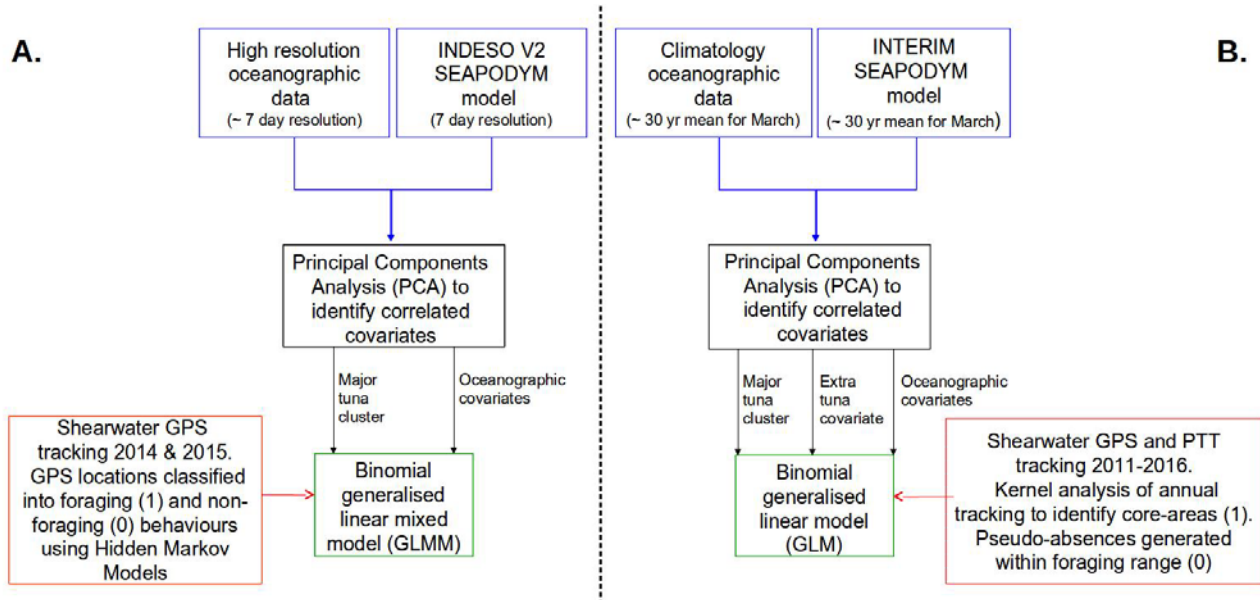 A.
High resolution
oceanographic
data
(~ 7 day resolution)
INDESO V2
SEAPODYM
model
(7 day resolution)
Principal Components
Analysis (PCA) to
identify correlated
covariates
Major
tuna
cluster
Oceanographic
covariates
Shearwater GPS
tracking 2014 & 2015.
GPS locations classified
into foraging (1) and non-
foraging (0) behaviours
using Hidden Markov
Models
Binomial
generalised
linear mixed
model (GLMM)
B.
Climatology
oceanographic
data
(~ 30 yr mean for March)
INTERIM
SEAPODYM
model
(~ 30 yr mean for March)
Principal Components
Analysis (PCA) to
identify correlated
covariates
Major
tuna
cluster
Extra
tuna
covariate
Oceanographic
covariates
Binomial
generalised
linear model
(GLM)
Shearwater GPS and PTT
tracking 2011-2016.
Kernel analysis of annual
tracking to identify core-areas (1).
Pseudo-absences generated
within foraging range (0)